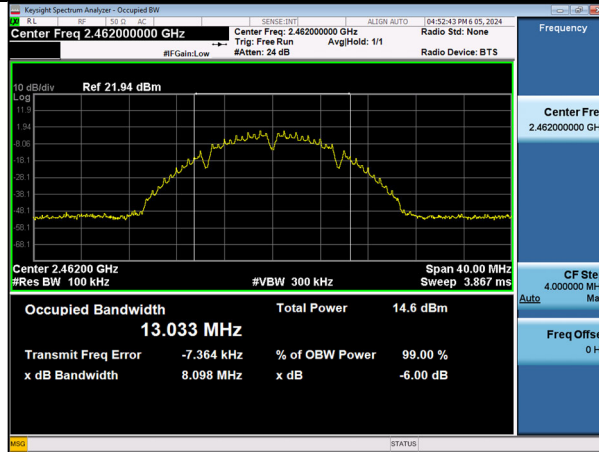 Keysight Spectrum Analyzer - Occupied BW
RL RF 50 Ω AC SENSE:INT ALIGN AUTO 04:52:43 PM 6 05, 2024
Center Freq 2.462000000 GHz
Center Freq: 2.462000000 GHz Radio Std: None
Trig: Free Run Avg|Hold: 1/1
#IFGain:Low #Atten: 24 dB Radio Device: BTS
Frequency
10 dB/div Ref 21.94 dBm
Log
11.9
1.94
-8.06
-18.1
-28.1
-38.1
-48.1
-58.1
-68.1
Center 2.46200 GHz Span 40.00 MHz
#Res BW 100 kHz #VBW 300 kHz Sweep 3.867 ms
Occupied Bandwidth Total Power 14.6 dBm
13.033 MHz
Transmit Freq Error -7.364 kHz % of OBW Power 99.00 %
x dB Bandwidth 8.098 MHz x dB -6.00 dB
Center Fre
2.462000000 GH
CF Ste
4.000000 MH
Auto Ma
Freq Offse
0 H
MSG STATUS